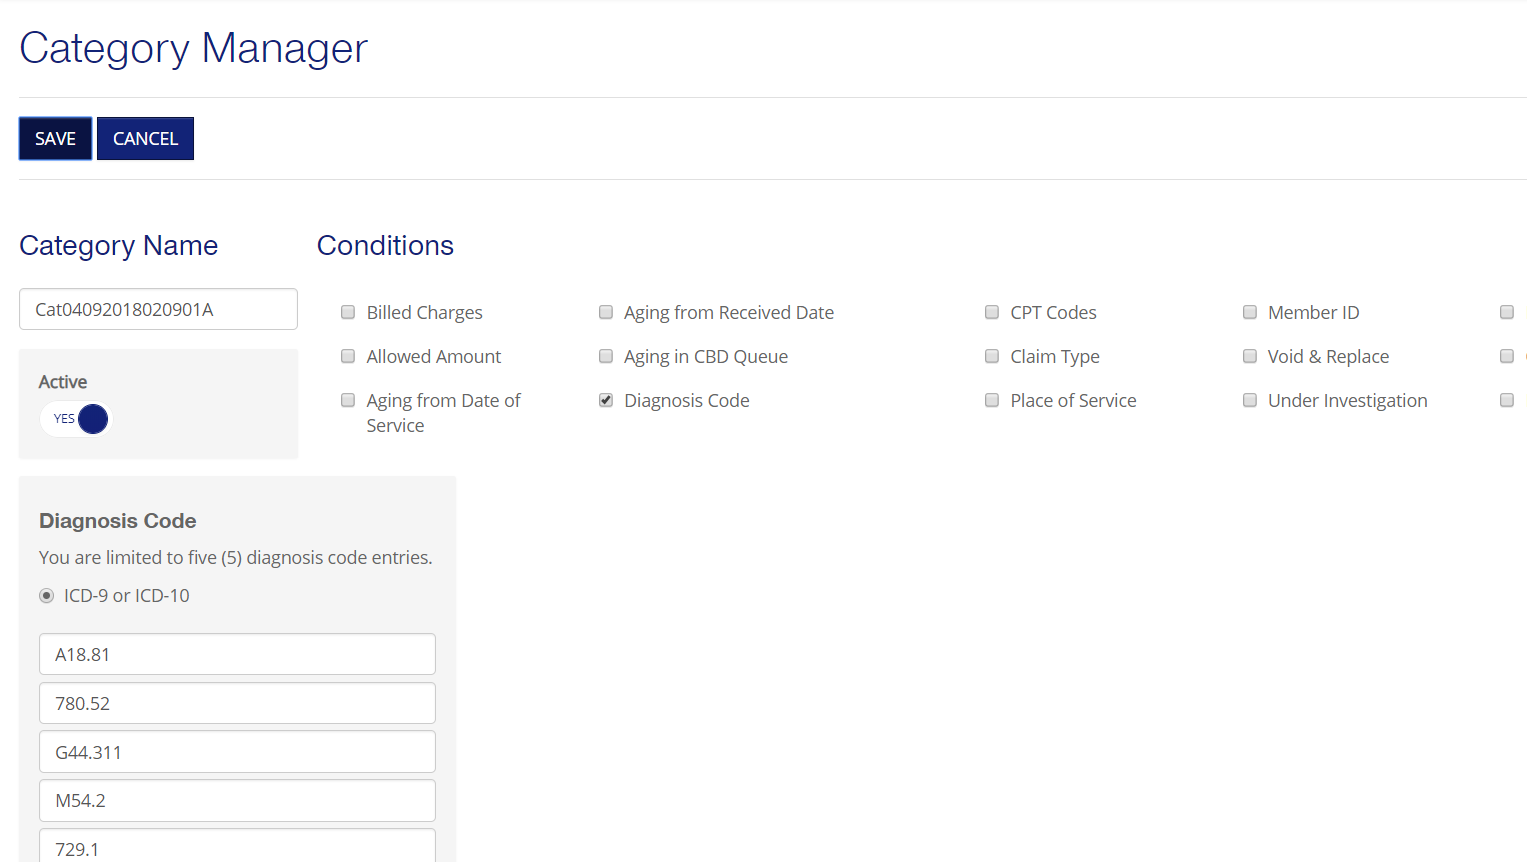 Category Manager
SAVE CANCEL
Category Name Conditions
Cat04092018020901A
Billed Charges Aging from Received Date CPT Codes Member ID
Allowed Amount Aging in CBD Queue Claim Type Void & Replace
Aging from Date of Service Diagnosis Code Place of Service Under Investigation
Active
YES
Diagnosis Code
You are limited to five (5) diagnosis code entries.
ICD-9 or ICD-10
A18.81
780.52
G44.311
M54.2
729.1